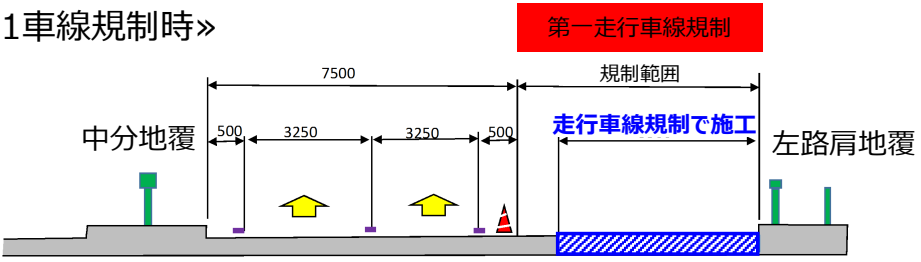 1車線規制時»
第一走行車線規制
7500
規制範囲
中分地覆
500
3250
3250
500
走行車線規制で施工
左路肩地覆